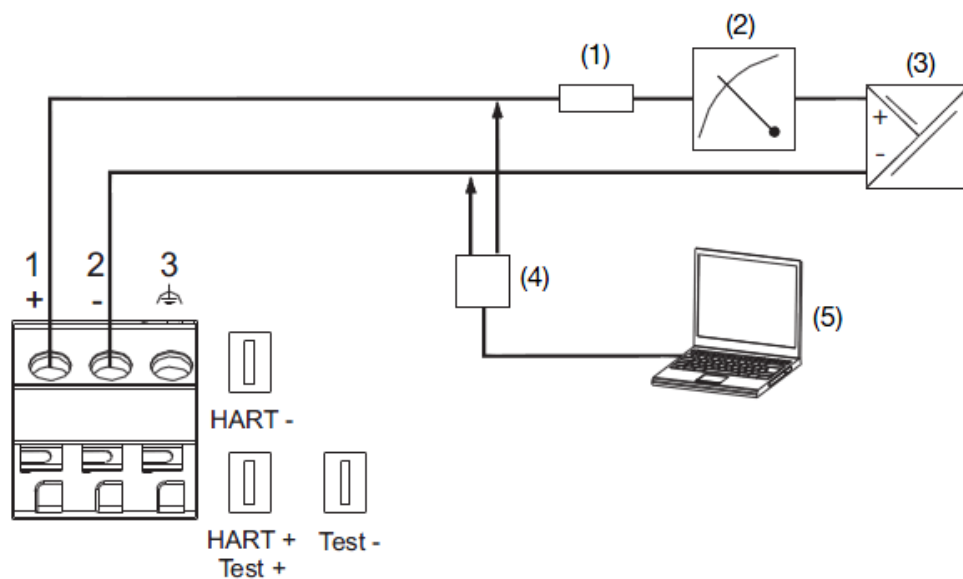 (1)
(2)
(3)
+
-
1 2 3
+ -
(4)
(5)
HART -
HART + Test -
Test +